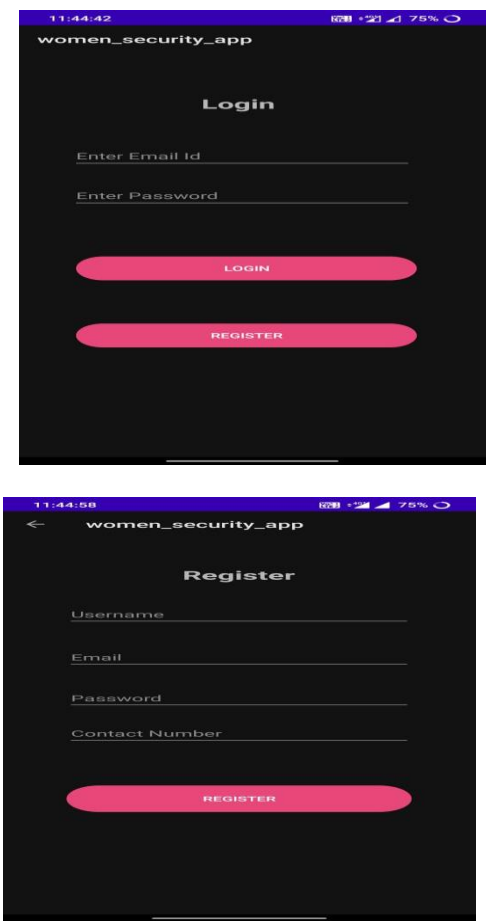 11:44:42 75%
women_security_app
Login
Enter Email Id
Enter Password
LOGIN
REGISTER
11:44:58 75%
women_security_app
Register
Username
Email
Password
Contact Number
REGISTER